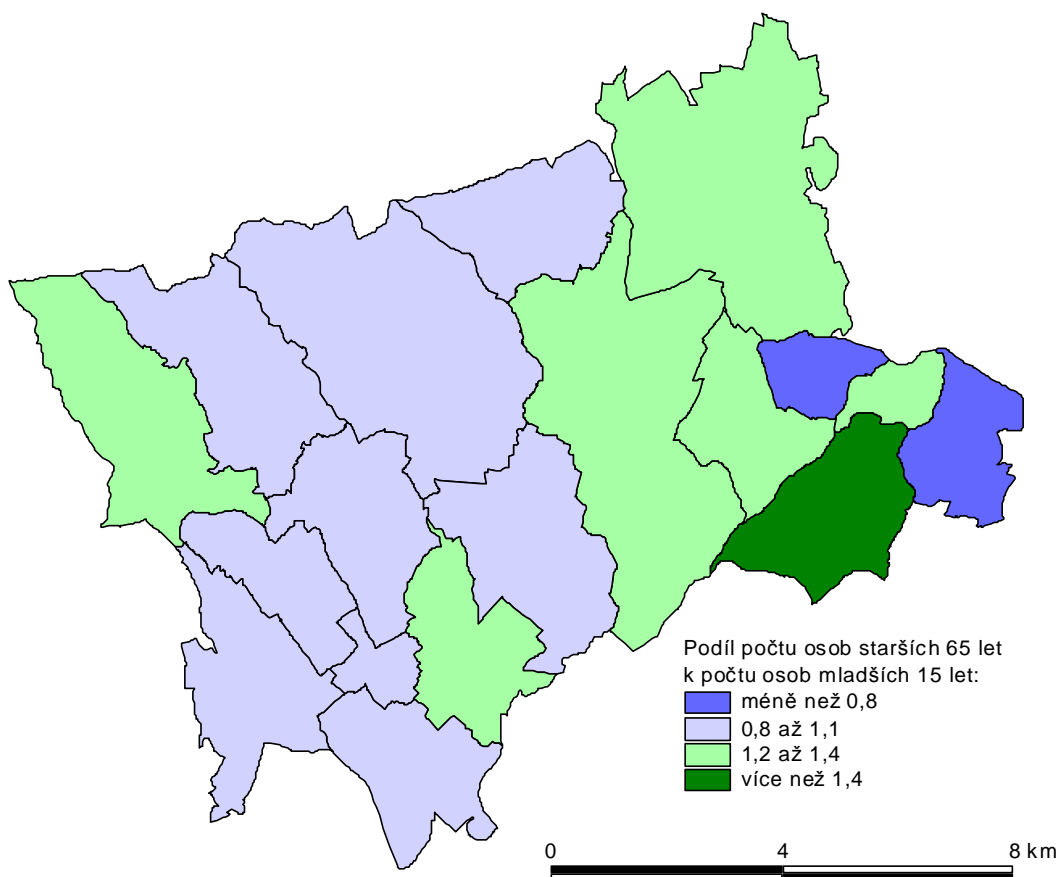 Podíl počtu osob starších 65 let
k počtu osob mladších 15 let:
méně než 0,8
0,8 až 1,1
1,2 až 1,4
více než 1,4
0 4 8 km